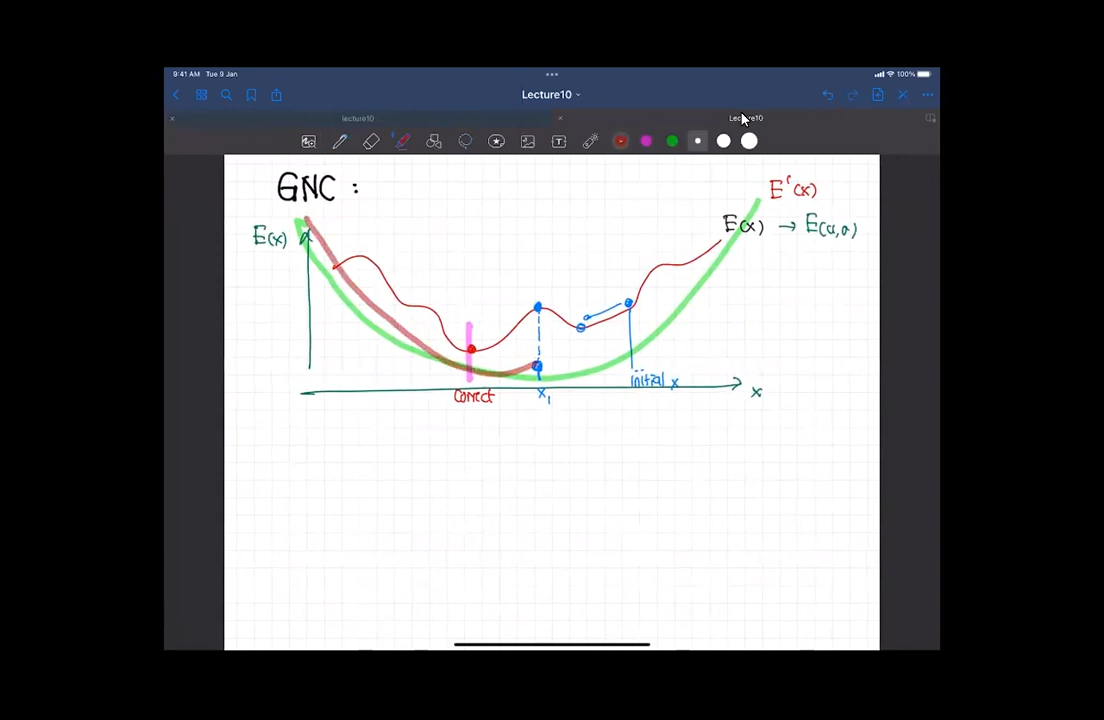 9:41 AM Tue 9 Jan
100%
Lecture10
lecture10
Lecture10
GNC :
E'(x)
E(x)
E(x) → E(x,a)
correct
x₁
initial x
x